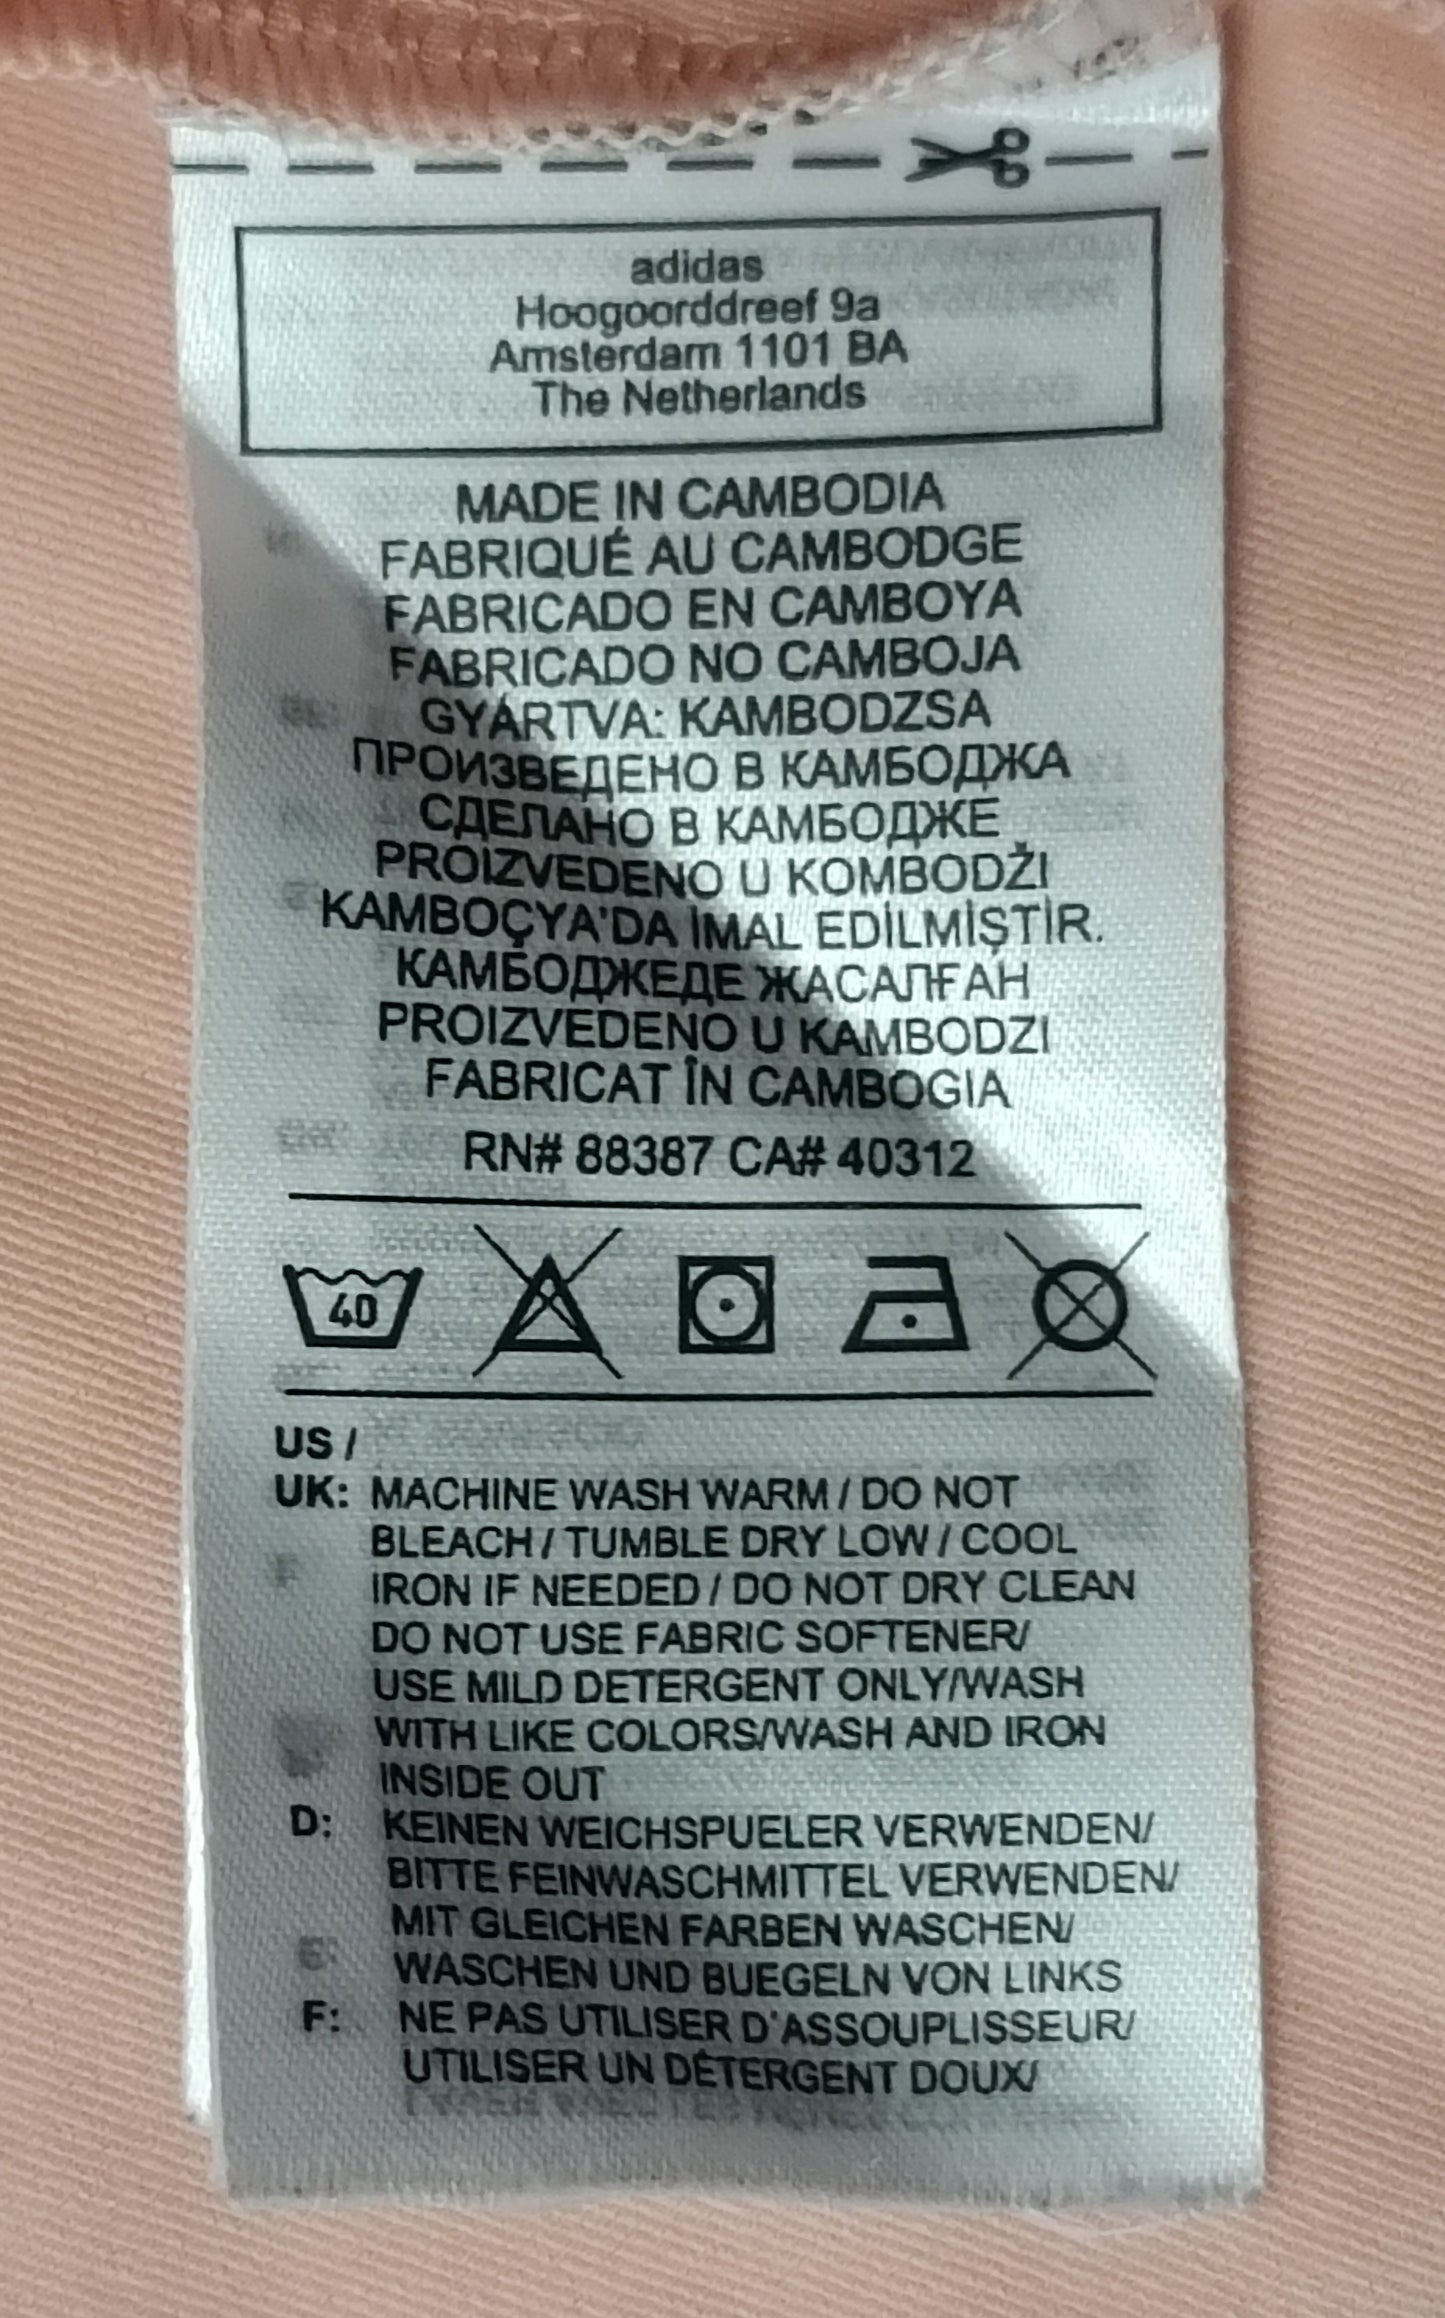 adidas
Hoogoorddreef 9a
Amsterdam 1101 BA
The Netherlands
MADE IN CAMBODIA
FABRIQUÉ AU CAMBODGE
FABRICADO EN CAMBOYA
FABRICADO NO CAMBOJA
GYÁRTVA: KAMBODZSA
ПРОИЗВЕДЕНО В КАМБОДЖА
СДЕЛАНО В КАМБОДЖЕ
PROIZVEDENO U KOMBODŽI
KAMBOÇYA'DA İMAL EDİLMİŞTİR.
КАМБОДЖЕДЕ ЖАСАЛҒАН
PROIZVEDENO U KAMBODZI
FABRICAT ÎN CAMBOGIA
RN# 88387 CA# 40312
40
US /
UK: MACHINE WASH WARM / DO NOT
BLEACH / TUMBLE DRY LOW / COOL
IRON IF NEEDED / DO NOT DRY CLEAN
DO NOT USE FABRIC SOFTENER/
USE MILD DETERGENT ONLY/WASH
WITH LIKE COLORS/WASH AND IRON
INSIDE OUT
D: KEINEN WEICHSPUELER VERWENDEN/
BITTE FEINWASCHMITTEL VERWENDEN/
MIT GLEICHEN FARBEN WASCHEN/
WASCHEN UND BUEGELN VON LINKS
F: NE PAS UTILISER D'ASSOUPLISSEUR/
UTILISER UN DÉTERGENT DOUX/